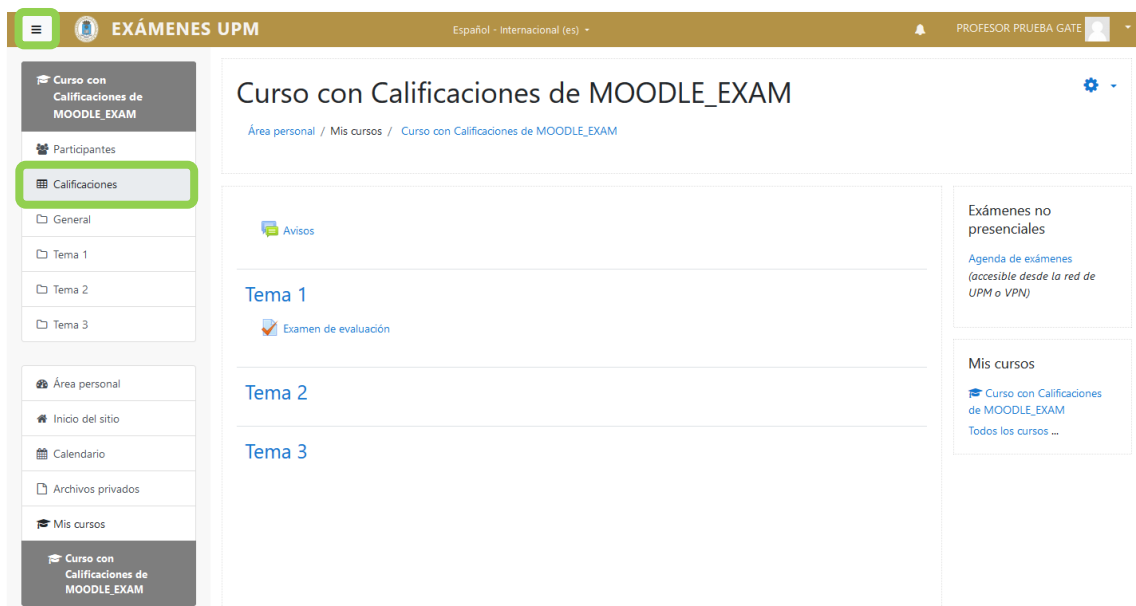 EXÁMENES UPM
Español - Internacional (es)
PROFESOR PRUEBA GATE
Curso con
Calificaciones de
MOODLE_EXAM
Participantes
Calificaciones
General
Tema 1
Tema 2
Tema 3
Área personal
Inicio del sitio
Calendario
Archivos privados
Mis cursos
Curso con
Calificaciones de
MOODLE_EXAM
Curso con Calificaciones de MOODLE_EXAM
Área personal / Mis cursos / Curso con Calificaciones de MOODLE_EXAM
Avisos
Tema 1
Examen de evaluación
Tema 2
Tema 3
Exámenes no
presenciales
Agenda de exámenes
(accesible desde la red de
UPM o VPN)
Mis cursos
Curso con Calificaciones
de MOODLE_EXAM
Todos los cursos ...